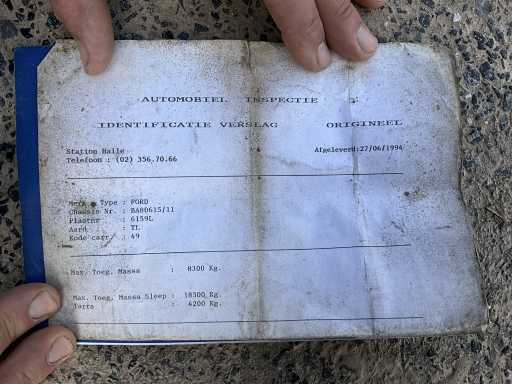 AUTOMOBIEL INSPECTIE
IDENTIFICATIE VERSLAG ORIGINEEL
Station Halle Afgeleverd:27/06/1994
Telefoon : (02) 356.70.66
Merk Type : FORD
Chassis Nr. : BA80615/11
Plaatnr : 6159L
Aard : TL
Kode carr. : 49
Max. Toeg. Massa : 8300 Kg.
Max. Toeg. Massa Sleep : 18500 Kg.
Tarra : 4200 Kg.